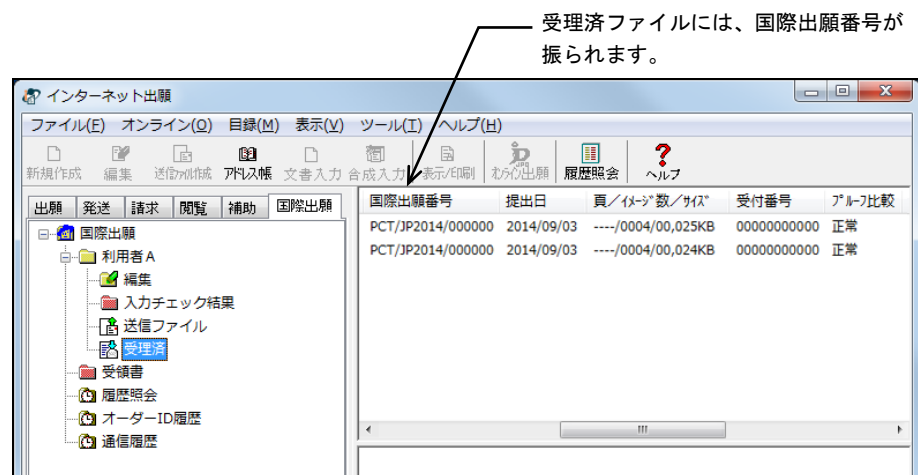 受理済ファイルには、国際出願番号が
振られます。
インターネット出願
ファイル(F) オンライン(O) 目録(M) 表示(V) ツール(T) ヘルプ(H)
新規作成 編集 送信ﾌｧｲﾙ作成 ｱﾄﾞﾚｽ帳 文書入力 合成入力 表示/印刷 ｵﾝﾗｲﾝ出願 履歴照会 ヘルプ
出願 発送 請求 閲覧 補助 国際出願
国際出願番号 提出日 頁／ｲﾒｰｼﾞ数／ｻｲｽﾞ 受付番号 ﾌﾟﾙｰﾌ比較
PCT/JP2014/000000 2014/09/03 ----/0004/00,025KB 00000000000 正常
PCT/JP2014/000000 2014/09/03 ----/0004/00,024KB 00000000000 正常
国際出願
利用者Ａ
編集
入力チェック結果
送信ファイル
受理済
受領書
履歴照会
オーダーID履歴
通信履歴